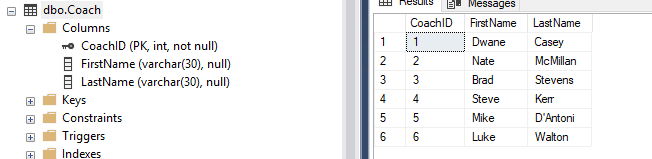 dbo.Coach
Columns
CoachID (PK, int, not null)
FirstName (varchar(30), null)
LastName (varchar(30), null)
Keys
Constraints
Triggers
Indexes
Results Messages
CoachID FirstName LastName
1 1 Dwane Casey
2 2 Nate McMillan
3 3 Brad Stevens
4 4 Steve Kerr
5 5 Mike D'Antoni
6 6 Luke Walton